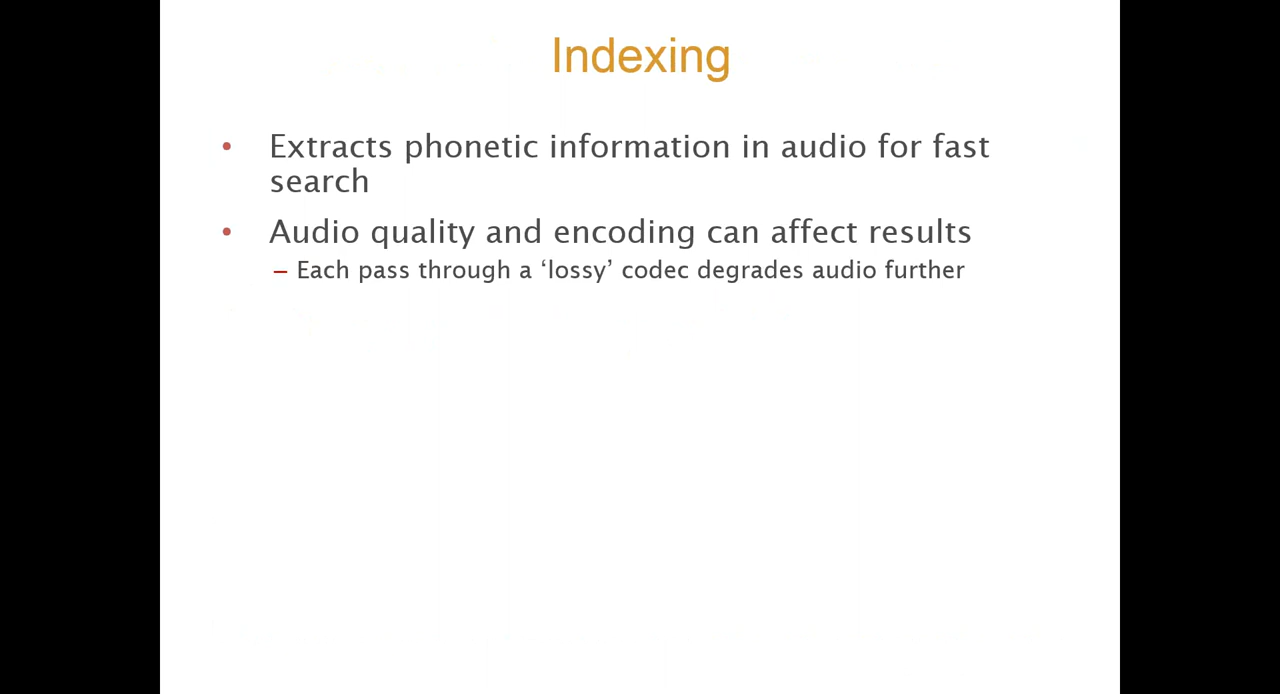 Indexing
• Extracts phonetic information in audio for fast
search
• Audio quality and encoding can affect results
– Each pass through a ‘lossy’ codec degrades audio further